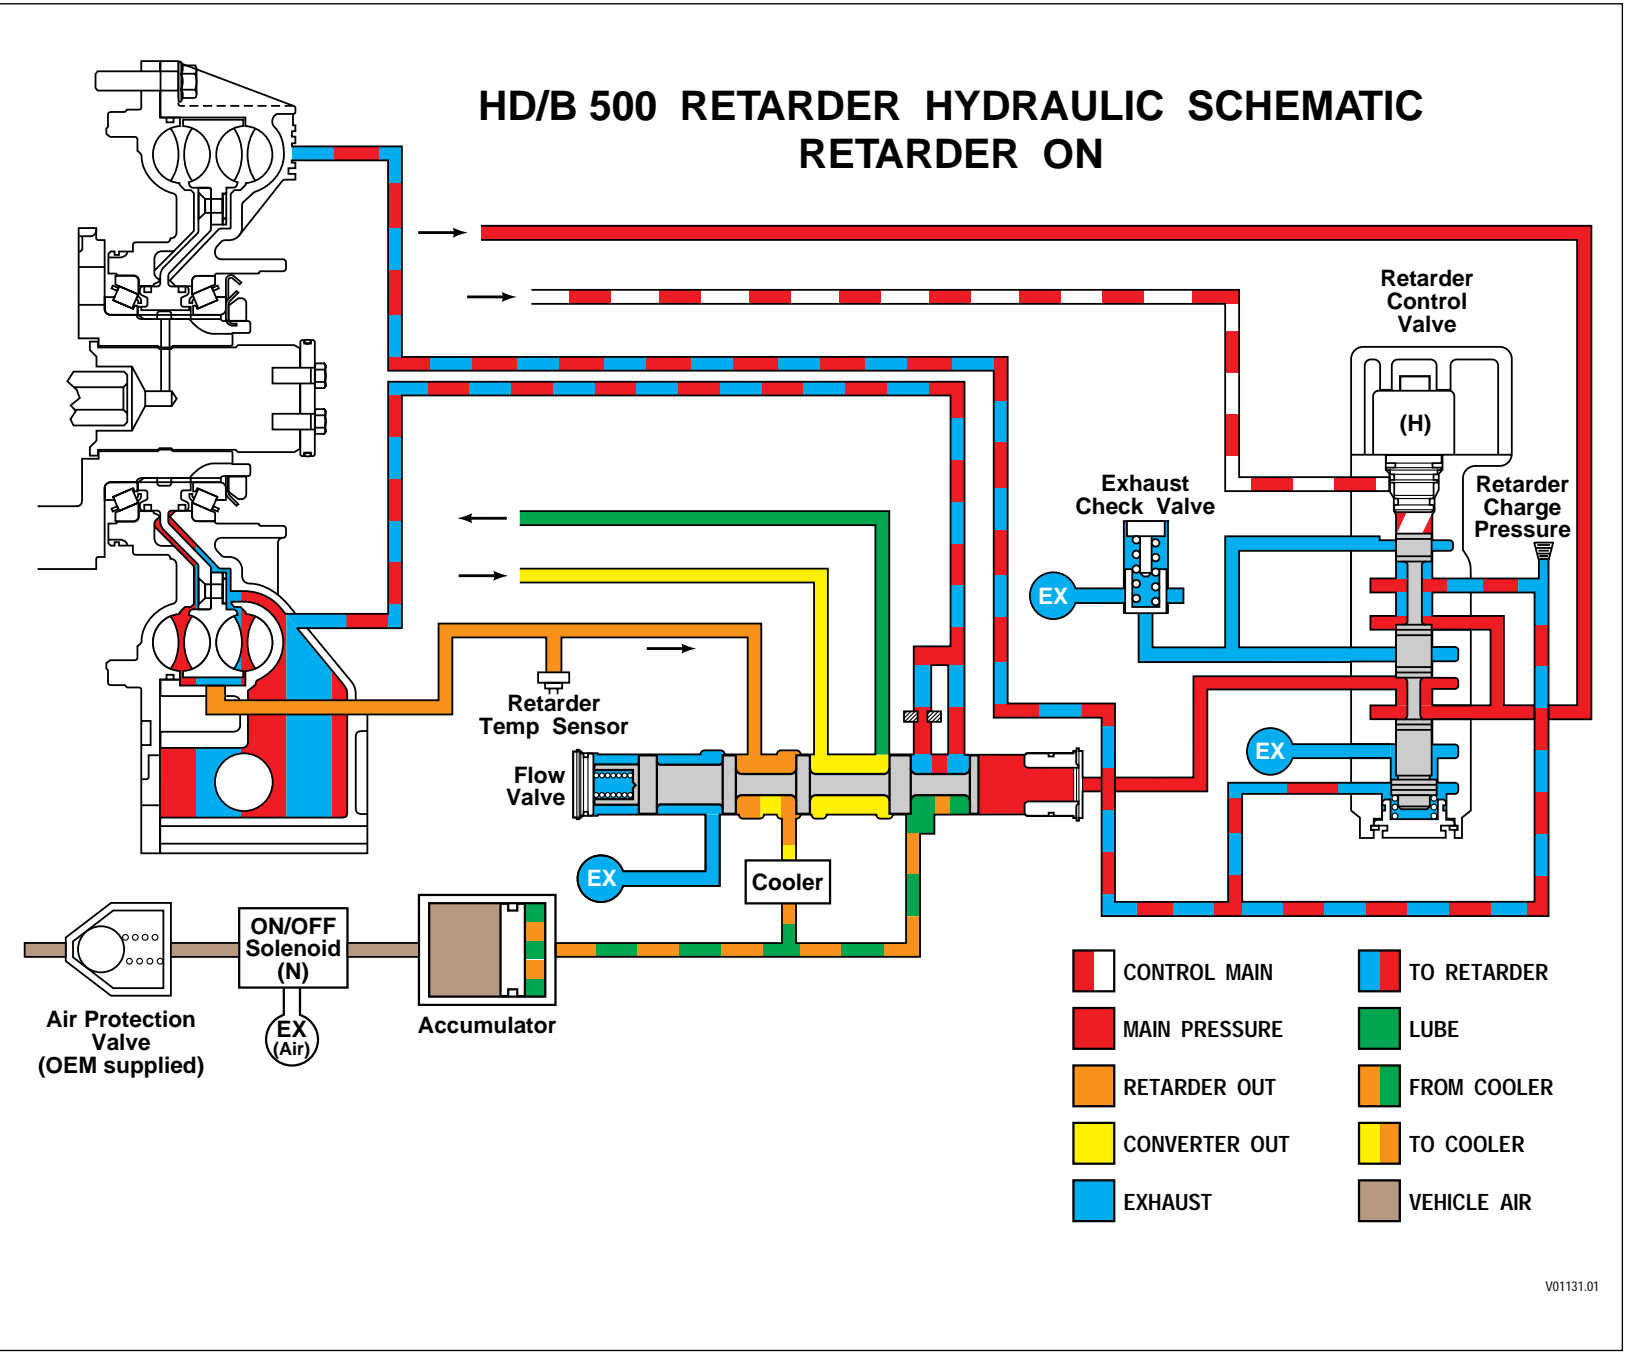 HD/B 500 RETARDER HYDRAULIC SCHEMATIC
RETARDER ON
Retarder
Control
Valve
(H)
Exhaust
Check Valve
Retarder
Charge
Pressure
EX
Retarder
Temp Sensor
Flow
Valve
EX
EX
Cooler
ON/OFF
Solenoid
(N)
EX
(Air)
Accumulator
Air Protection
Valve
(OEM supplied)
CONTROL MAIN
MAIN PRESSURE
RETARDER OUT
CONVERTER OUT
EXHAUST
TO RETARDER
LUBE
FROM COOLER
TO COOLER
VEHICLE AIR
V01131.01